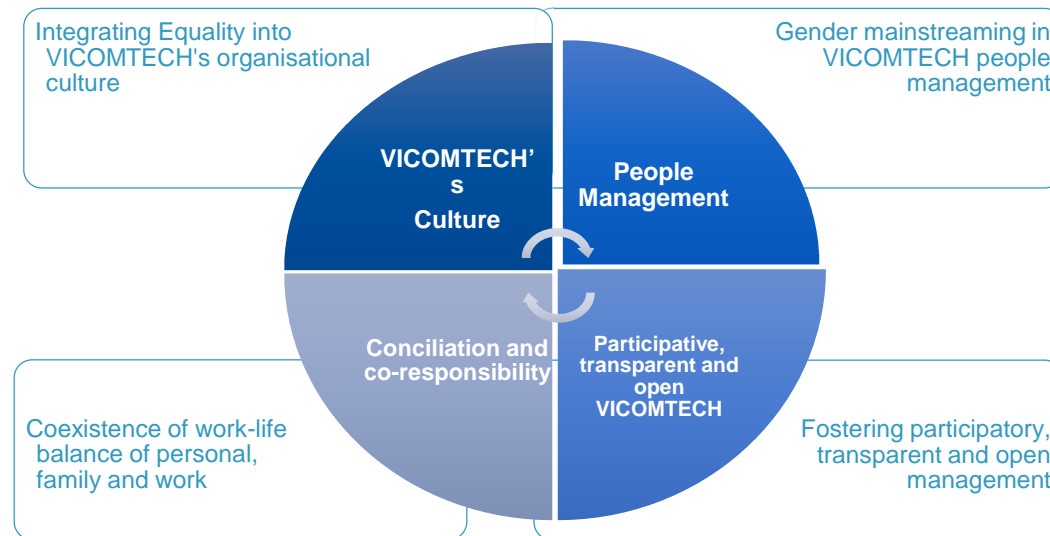 Integrating Equality into
VICOMTECH's organisational
culture
Gender mainstreaming in
VICOMTECH people
management
VICOMTECH’
s
Culture
People
Management
Conciliation and
co-responsibility
Participative,
transparent and
open
VICOMTECH
Coexistence of work-life
balance of personal,
family and work
Fostering participatory,
transparent and open
management